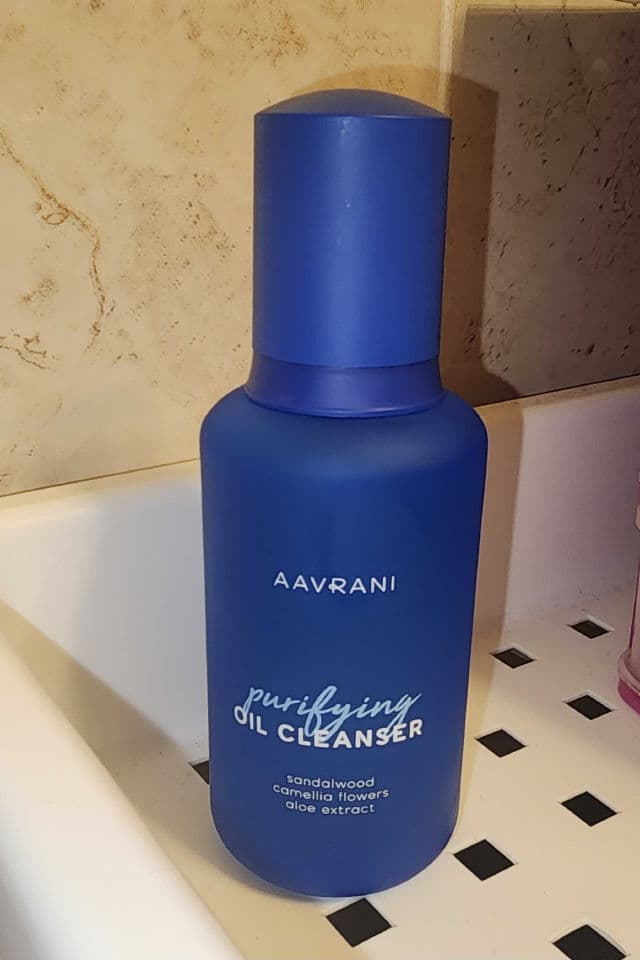 AAVRANI
purifying
OIL CLEANSER
sandalwood
camellia flowers
aloe extract